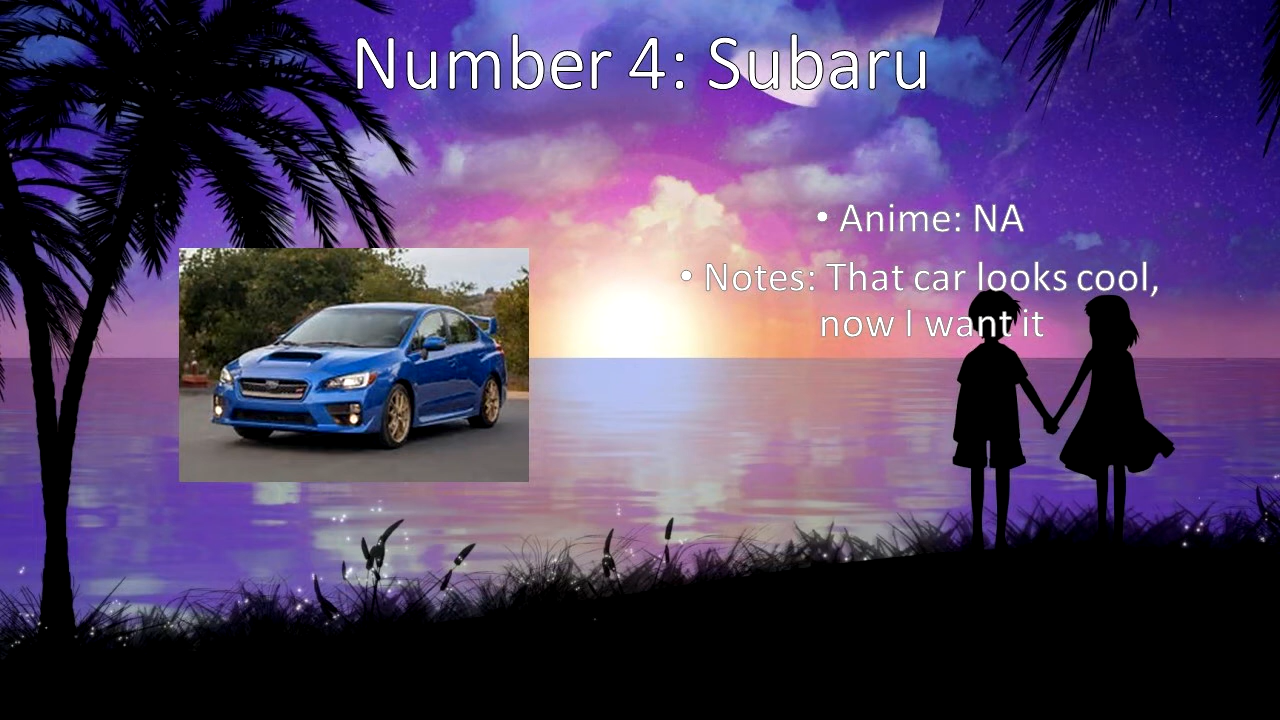 Number 4: Subaru
• Anime: NA
• Notes: That car looks cool,
now I want it